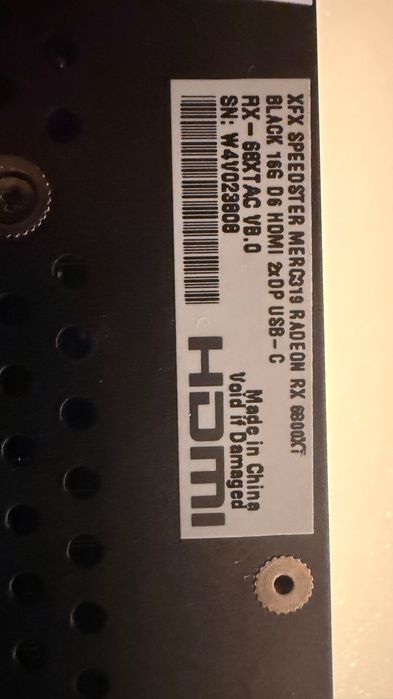 XFX SPEEDSTER MERC319 RADEON RX 6800XT
BLACK 16G D6 HDMI 2xDP USB-C
RX-68XTAC V8.0
SN: W4V023808
Made in China
Void if Damaged
HDMI